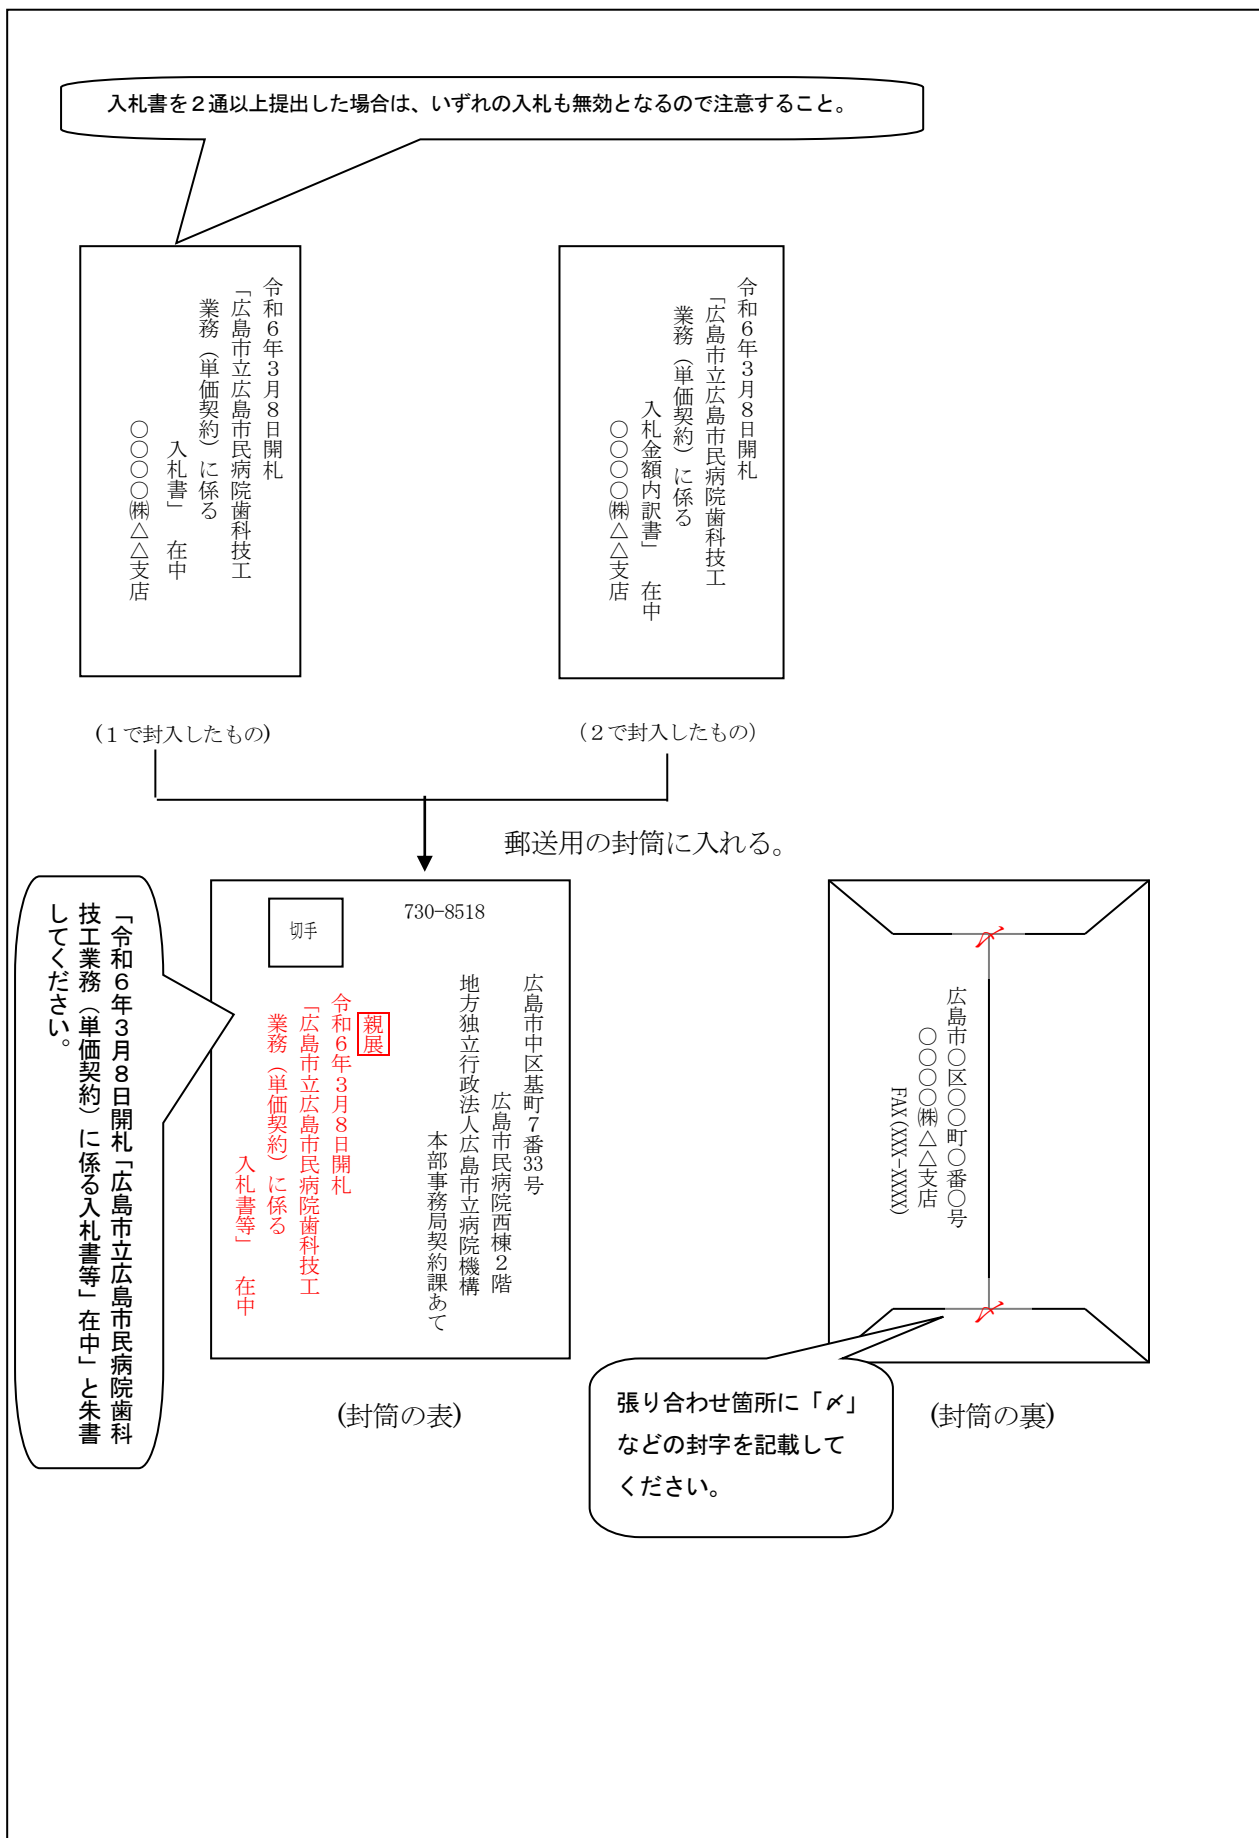 入札書を２通以上提出した場合は、いずれの入札も無効となるので注意すること。
令和６年３月８日開札
「広島市立広島市民病院歯科技工
業務（単価契約）に係る
入札書」　在中
○○○○㈱△△支店
令和６年３月８日開札
「広島市立広島市民病院歯科技工
業務（単価契約）に係る
入札金額内訳書」　在中
○○○○㈱△△支店
(１で封入したもの)
（２で封入したもの）
郵送用の封筒に入れる。
「令和６年３月８日開札「広島市立広島市民病院歯科
技工業務（単価契約）に係る入札書等」在中」と朱書
してください。
切手
730-8518
広島市中区基町７番33号
広島市民病院西棟２階
地方独立行政法人広島市立病院機構
本部事務局契約課あて
親展
令和６年３月８日開札
「広島市立広島市民病院歯科技工
業務（単価契約）に係る
入札書等」　在中
(封筒の表)
〆
広島市○区○○町○番○号
○○○○㈱△△支店
FAX(XXX-XXXX)
〆
張り合わせ箇所に「〆」
などの封字を記載して
ください。
(封筒の裏)